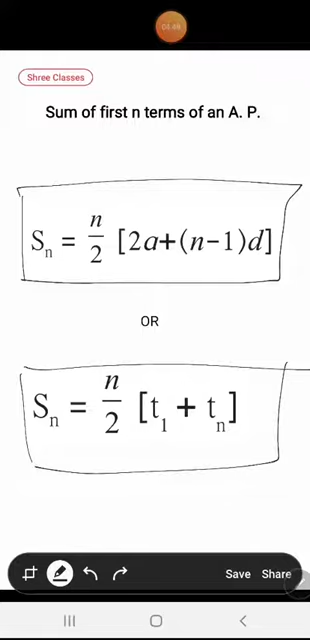 Shree Classes
Sum of first n terms of an A. P.
Sₙ = n/2 [2a+(n−1)d]
OR
Sₙ = n/2 [t₁ + tₙ]
Save Share